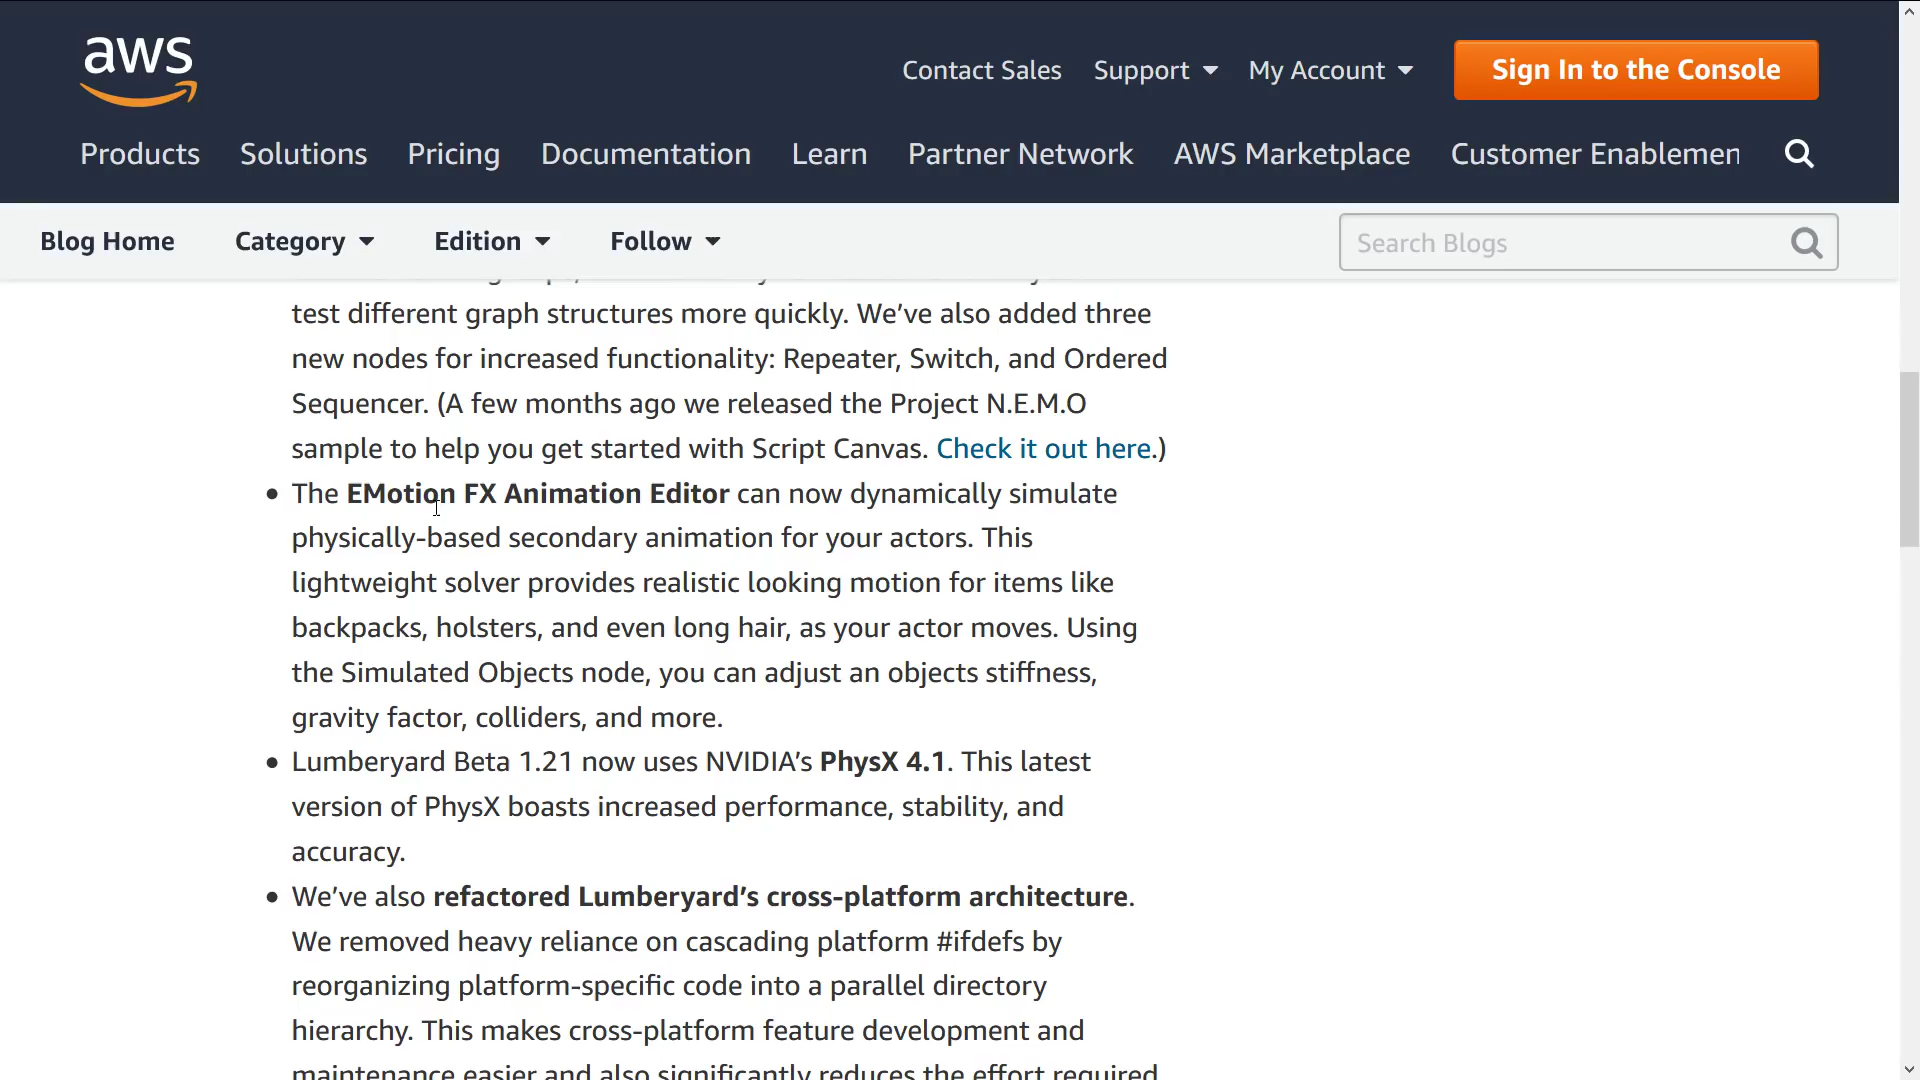 aws
Contact Sales Support My Account Sign In to the Console
Products Solutions Pricing Documentation Learn Partner Network AWS Marketplace Customer Enablemen
Blog Home Category Edition Follow Search Blogs
test different graph structures more quickly. We’ve also added three
new nodes for increased functionality: Repeater, Switch, and Ordered
Sequencer. (A few months ago we released the Project N.E.M.O
sample to help you get started with Script Canvas. Check it out here.)
• The EMotion FX Animation Editor can now dynamically simulate
physically-based secondary animation for your actors. This
lightweight solver provides realistic looking motion for items like
backpacks, holsters, and even long hair, as your actor moves. Using
the Simulated Objects node, you can adjust an objects stiffness,
gravity factor, colliders, and more.
• Lumberyard Beta 1.21 now uses NVIDIA’s PhysX 4.1. This latest
version of PhysX boasts increased performance, stability, and
accuracy.
• We’ve also refactored Lumberyard’s cross-platform architecture.
We removed heavy reliance on cascading platform #ifdefs by
reorganizing platform-specific code into a parallel directory
hierarchy. This makes cross-platform feature development and
maintenance easier and also significantly reduces the effort required